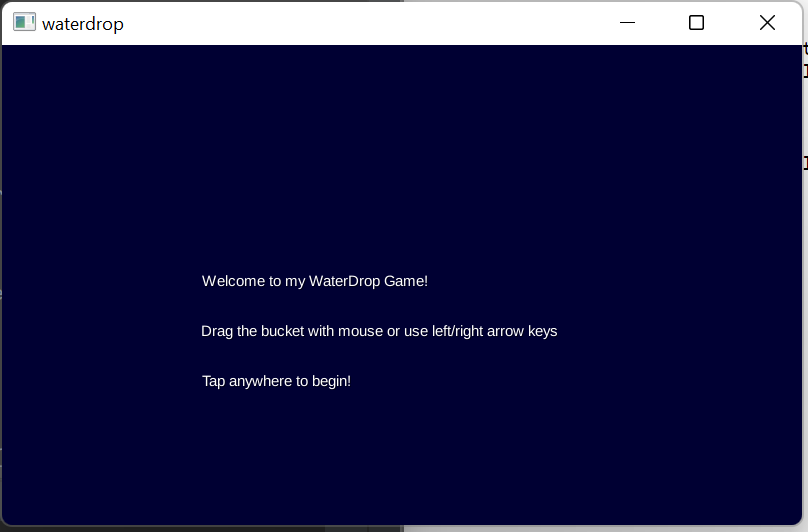 waterdrop
Welcome to my WaterDrop Game!
Drag the bucket with mouse or use left/right arrow keys
Tap anywhere to begin!